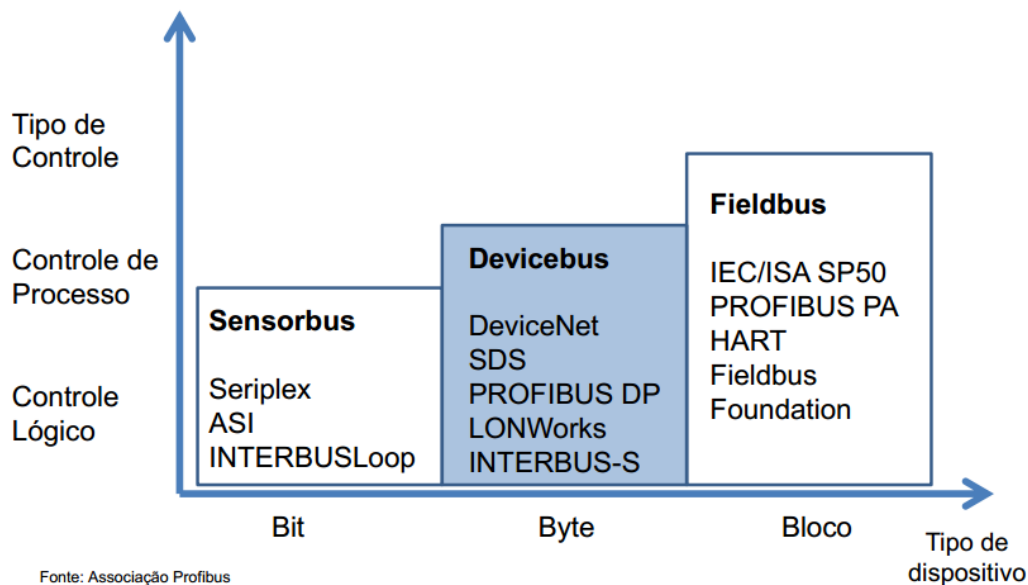 Tipo de
Controle
Controle de
Processo
Controle
Lógico
Sensorbus
Seriplex
ASI
INTERBUSLoop
Devicebus
DeviceNet
SDS
PROFIBUS DP
LONWorks
INTERBUS-S
Fieldbus
IEC/ISA SP50
PROFIBUS PA
HART
Fieldbus
Foundation
Bit
Byte
Bloco
Tipo de
dispositivo
Fonte: Associação Profibus